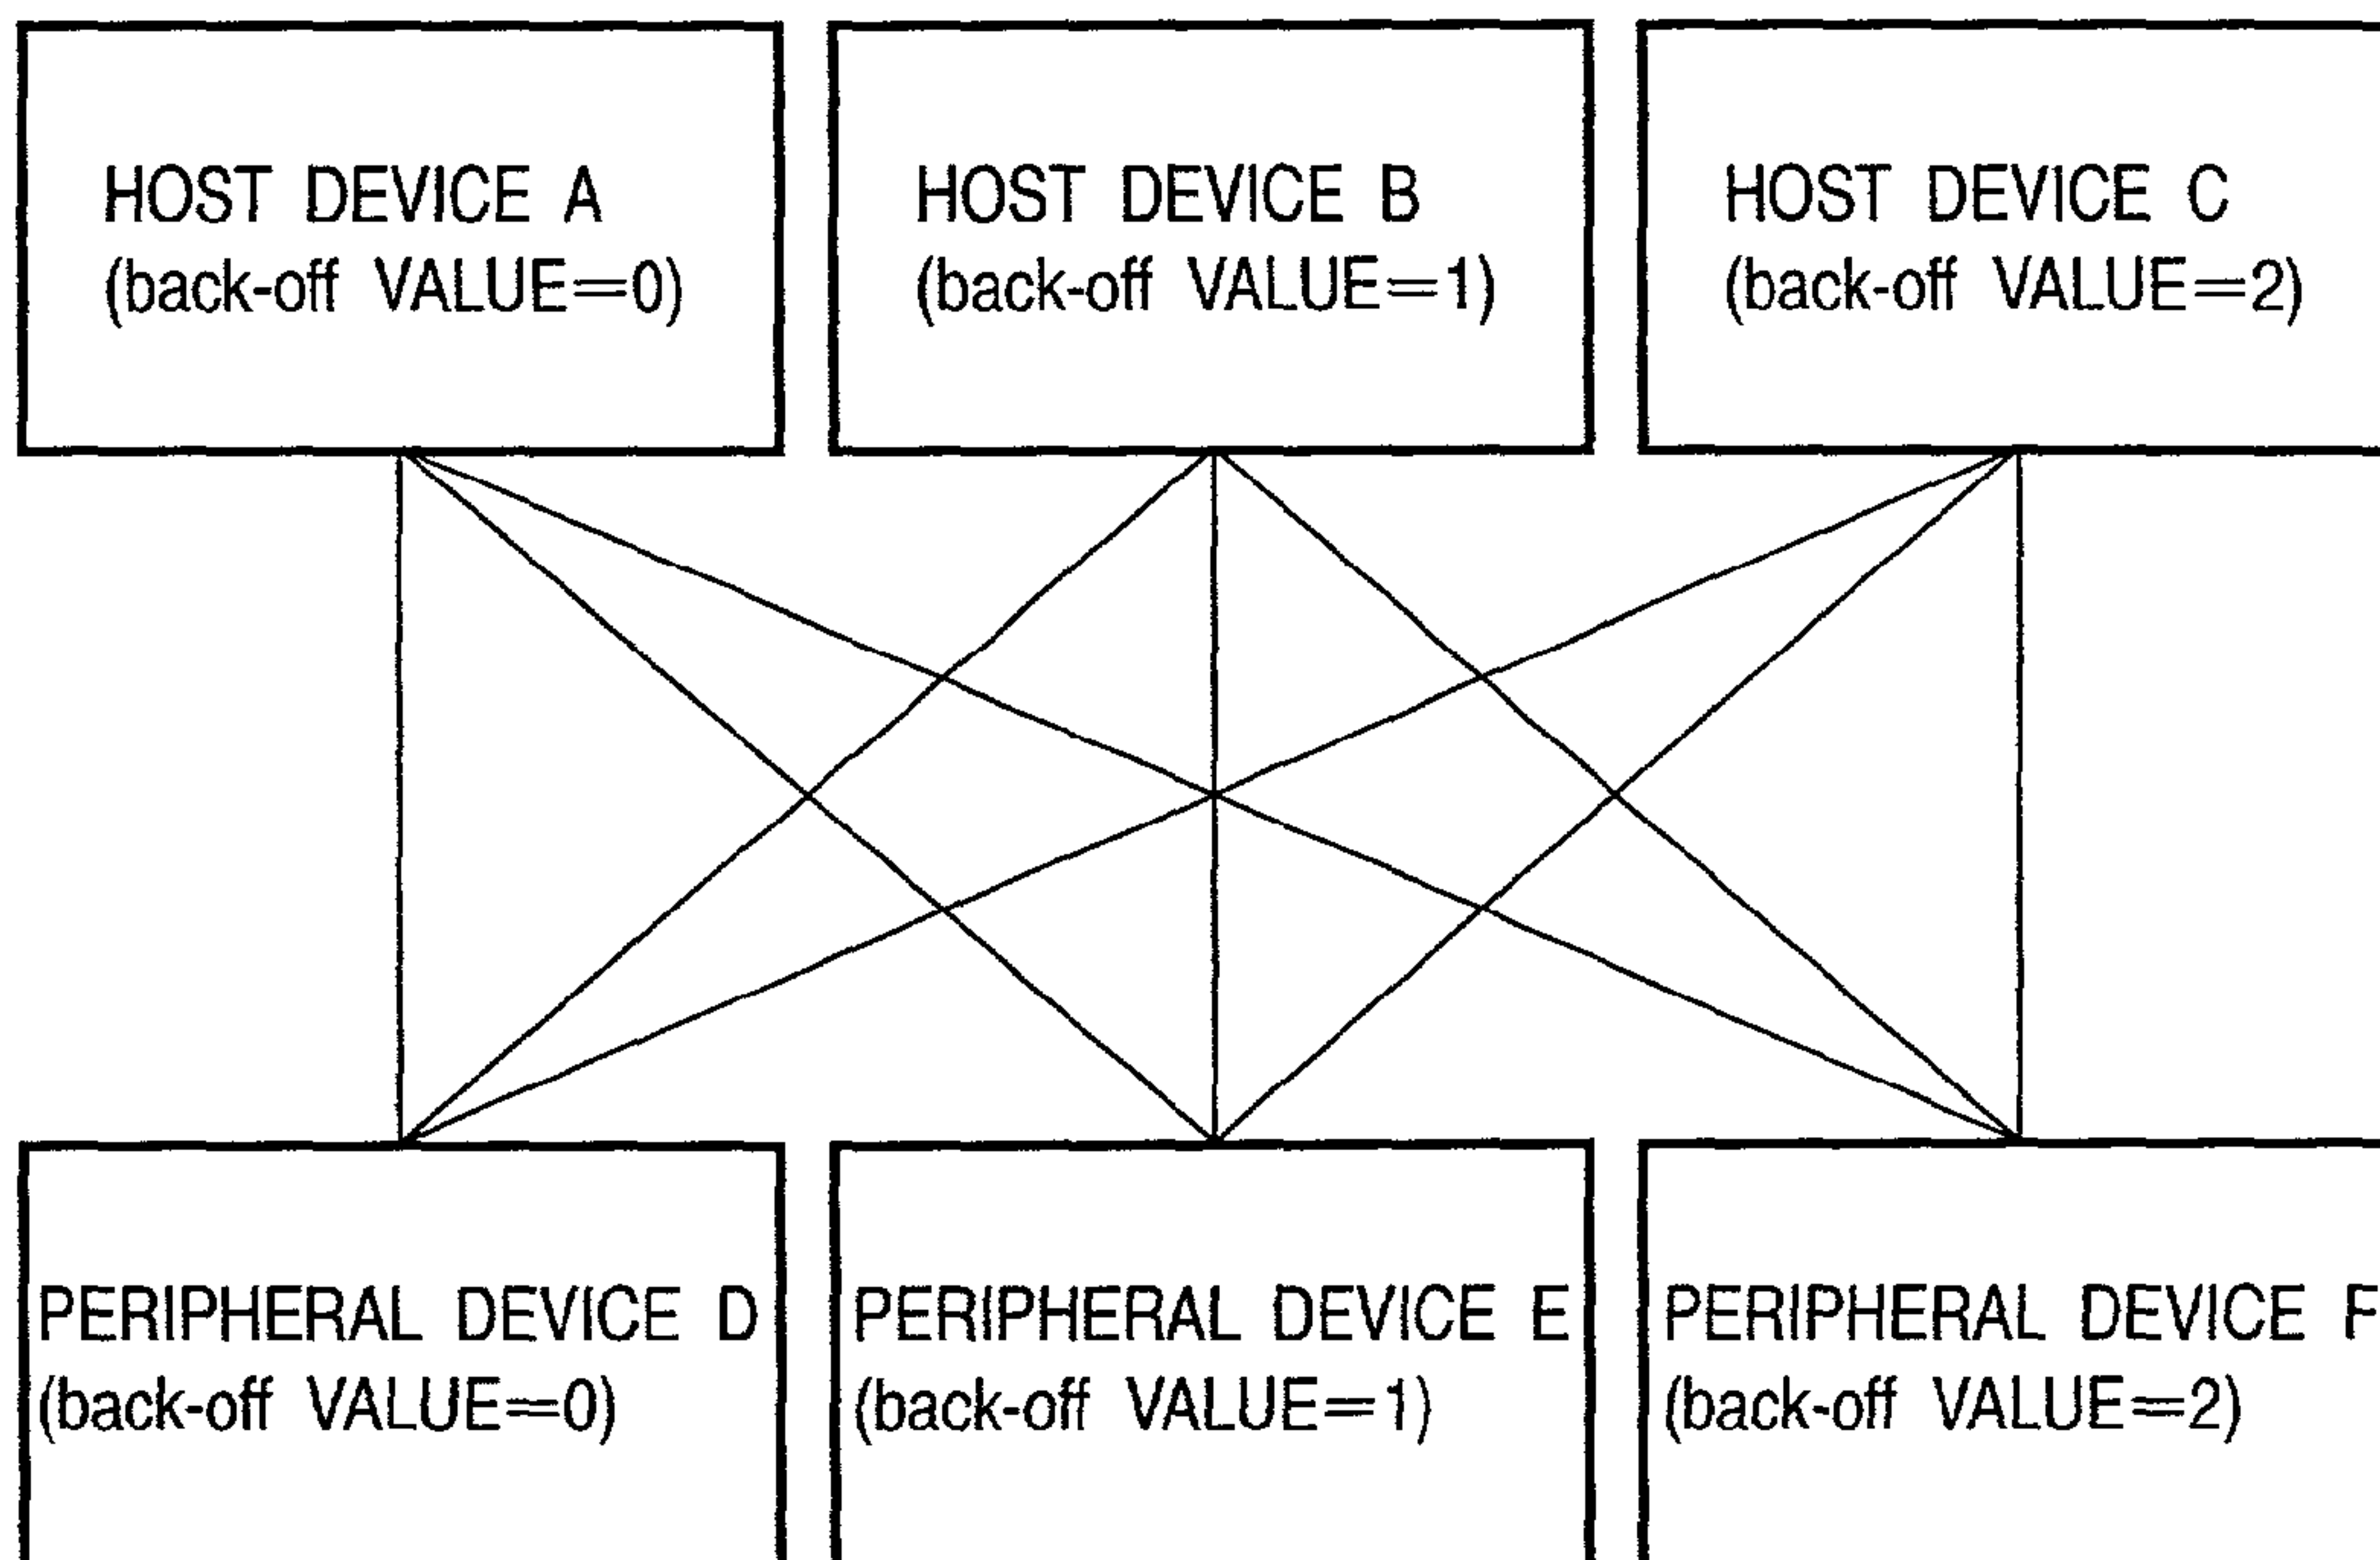 HOST DEVICE A
(back-off VALUE=0)
HOST DEVICE B
(back-off VALUE=1)
HOST DEVICE C
(back-off VALUE=2)
PERIPHERAL DEVICE D
(back-off VALUE=0)
PERIPHERAL DEVICE E
(back-off VALUE=1)
PERIPHERAL DEVICE F
(back-off VALUE=2)